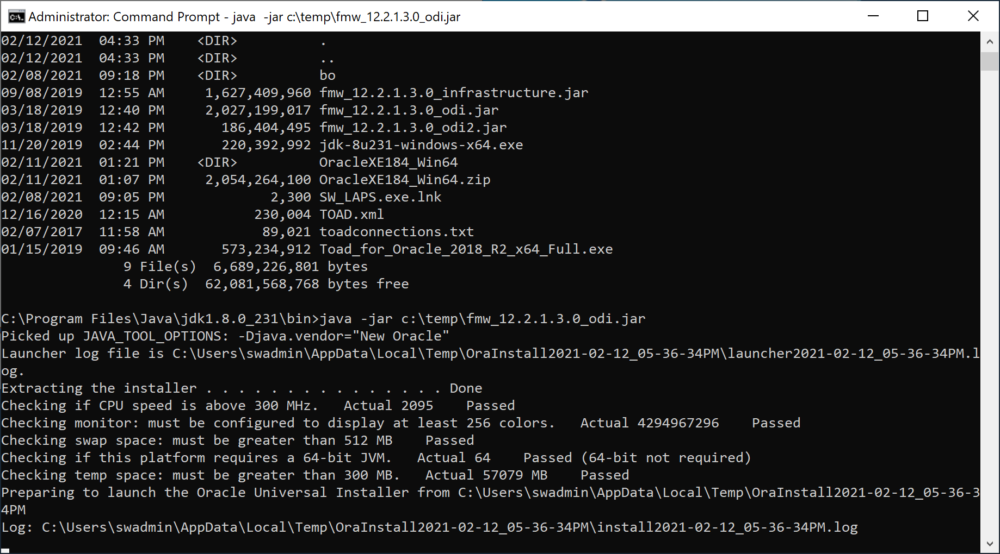 Administrator: Command Prompt - java  -jar c:\temp\fmw_12.2.1.3.0_odi.jar
02/12/2021  04:33 PM    <DIR>          .
02/12/2021  04:33 PM    <DIR>          ..
02/08/2021  09:18 PM    <DIR>          bo
09/08/2019  12:55 AM     1,627,409,960 fmw_12.2.1.3.0_infrastructure.jar
03/18/2019  12:40 PM     2,027,199,017 fmw_12.2.1.3.0_odi.jar
03/18/2019  12:42 PM       186,404,495 fmw_12.2.1.3.0_odi2.jar
11/20/2019  02:44 PM       220,392,992 jdk-8u231-windows-x64.exe
02/11/2021  01:21 PM    <DIR>          OracleXE184_Win64
02/11/2021  01:07 PM     2,054,264,100 OracleXE184_Win64.zip
02/08/2021  09:05 PM             2,300 SW_LAPS.exe.lnk
12/16/2020  12:15 AM           230,004 TOAD.xml
02/07/2017  11:58 AM            89,021 toadconnections.txt
01/15/2019  09:46 AM       573,234,912 Toad_for_Oracle_2018_R2_x64_Full.exe
               9 File(s)  6,689,226,801 bytes
               4 Dir(s)  62,081,568,768 bytes free
C:\Program Files\Java\jdk1.8.0_231\bin>java -jar c:\temp\fmw_12.2.1.3.0_odi.jar
Picked up JAVA_TOOL_OPTIONS: -Djava.vendor="New Oracle"
Launcher log file is C:\Users\swadmin\AppData\Local\Temp\OraInstall2021-02-12_05-36-34PM\launcher2021-02-12_05-36-34PM.l
og.
Extracting the installer . . . . . . . . . . . . . . . Done
Checking if CPU speed is above 300 MHz.   Actual 2095    Passed
Checking monitor: must be configured to display at least 256 colors.   Actual 4294967296    Passed
Checking swap space: must be greater than 512 MB    Passed
Checking if this platform requires a 64-bit JVM.   Actual 64    Passed (64-bit not required)
Checking temp space: must be greater than 300 MB.   Actual 57079 MB    Passed
Preparing to launch the Oracle Universal Installer from C:\Users\swadmin\AppData\Local\Temp\OraInstall2021-02-12_05-36-3
4PM
Log: C:\Users\swadmin\AppData\Local\Temp\OraInstall2021-02-12_05-36-34PM\install2021-02-12_05-36-34PM.log